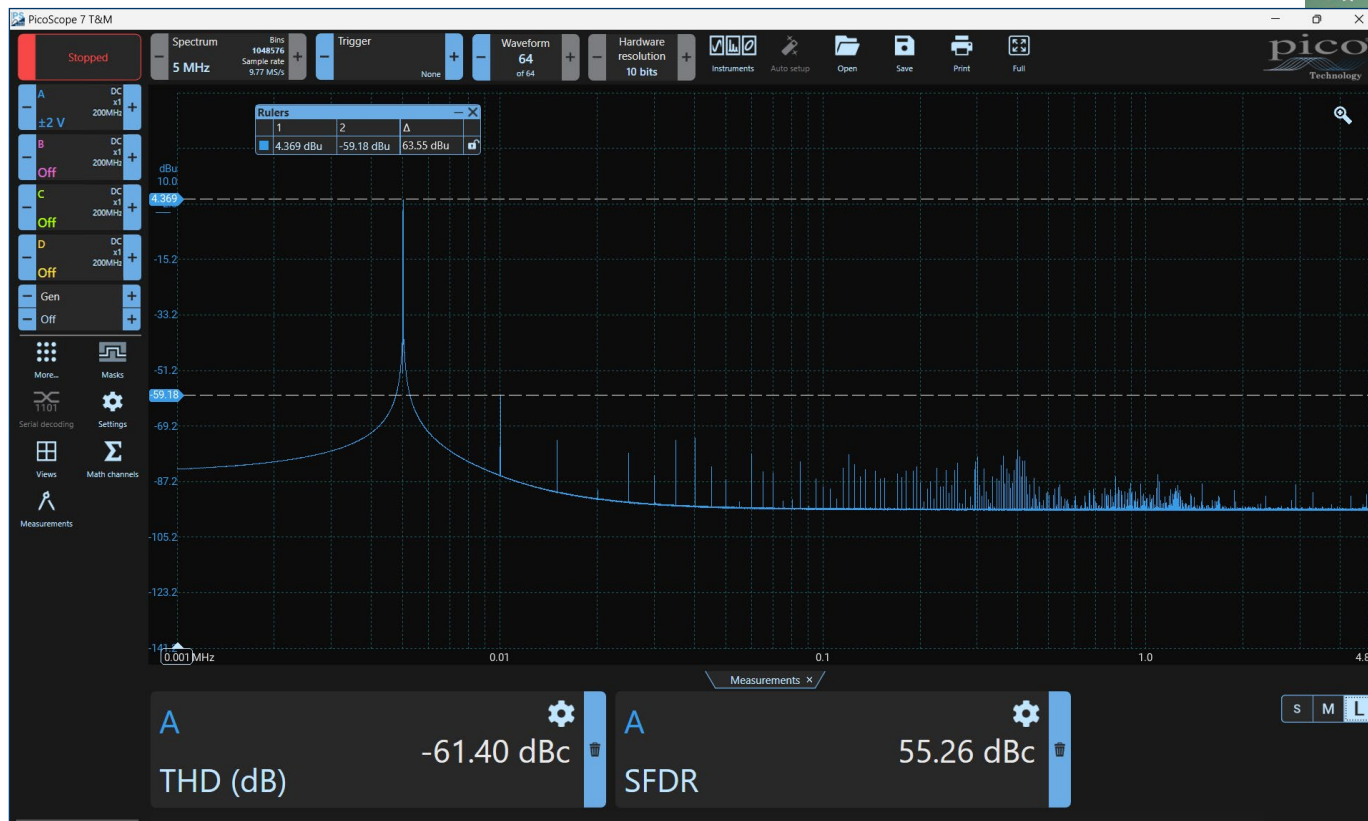 PicoScope 7 T&M
Stopped
Spectrum
5 MHz
Bins
1048576
Sample rate
9.77 MS/s
Trigger
None
Waveform
64
of 64
Hardware
resolution
10 bits
Instruments
Auto setup
Open
Save
Print
Full
pico
Technology
A
DC
x1
200MHz
±2 V
B
DC
x1
200MHz
Off
C
DC
x1
200MHz
Off
D
DC
x1
200MHz
Off
Gen
Off
More...
Masks
1101
Serial decoding
Settings
Views
Math channels
Measurements
Rulers
1 2 Δ
4.369 dBu -59.18 dBu 63.55 dBu
dBu
10.0
4.369
-15.2
-33.2
-51.2
-59.18
-69.2
-87.2
-105.2
-123.2
0.001 MHz 0.01 0.1 1.0 4.8
Measurements ×
A
-61.40 dBc
THD (dB)
A
55.26 dBc
SFDR
S M L